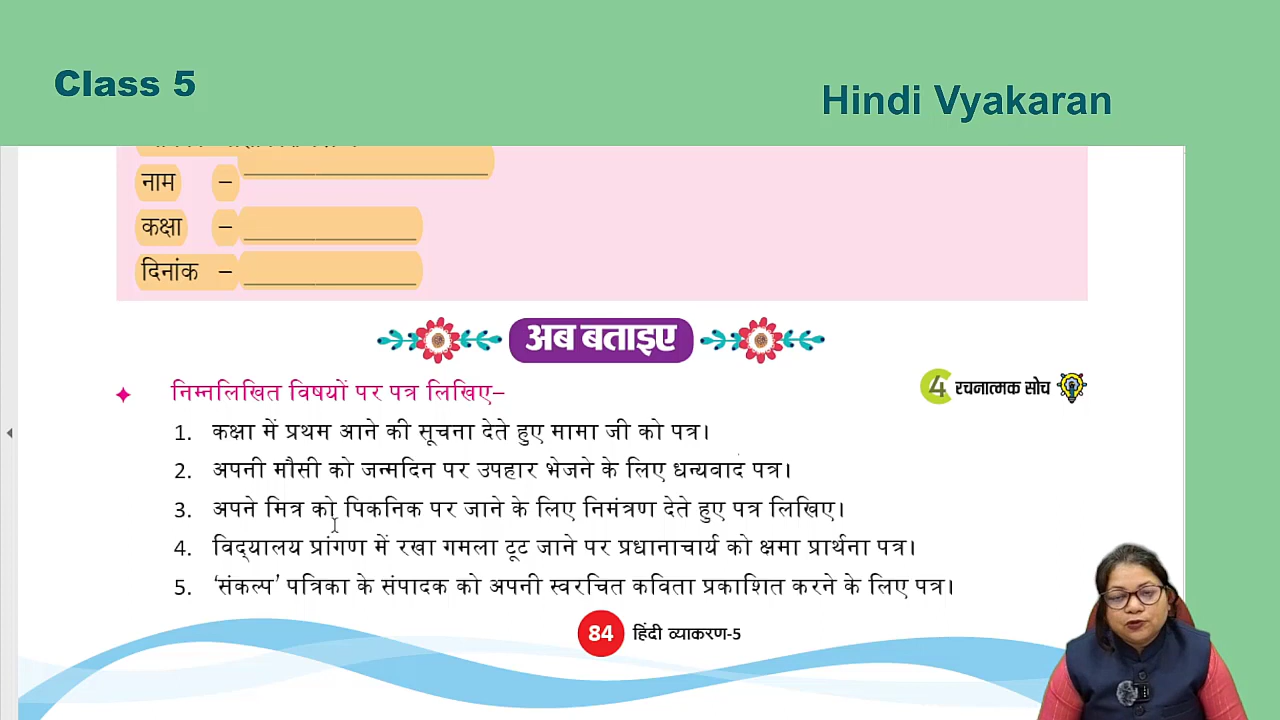 Class 5
Hindi Vyakaran
नाम –
कक्षा –
दिनांक –
अब बताइए
निम्नलिखित विषयों पर पत्र लिखिए–
4 रचनात्मक सोच
1. कक्षा में प्रथम आने की सूचना देते हुए मामा जी को पत्र।
2. अपनी मौसी को जन्मदिन पर उपहार भेजने के लिए धन्यवाद पत्र।
3. अपने मित्र को पिकनिक पर जाने के लिए निमंत्रण देते हुए पत्र लिखिए।
4. विद्यालय प्रांगण में रखा गमला टूट जाने पर प्रधानाचार्य को क्षमा प्रार्थना पत्र।
5. ‘संकल्प’ पत्रिका के संपादक को अपनी स्वरचित कविता प्रकाशित करने के लिए पत्र।
84 हिंदी व्याकरण-5